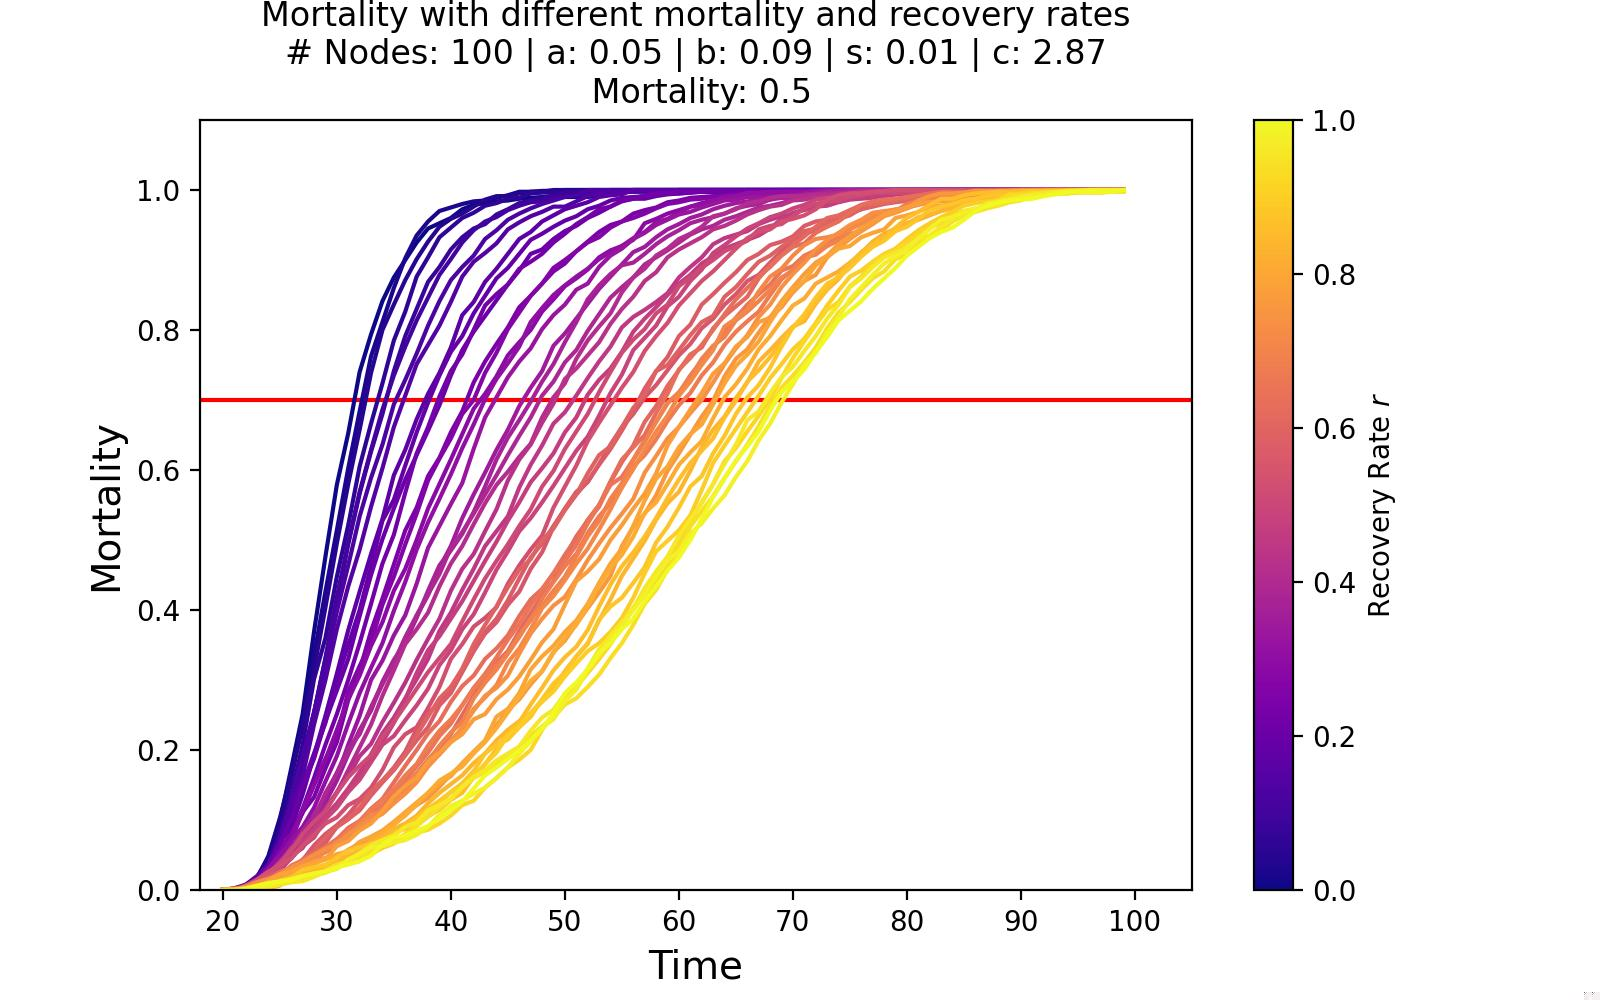 Mortality with different mortality and recovery rates
# Nodes: 100 | a: 0.05 | b: 0.09 | s: 0.01 | c: 2.87
Mortality: 0.5
Mortality
1.0
0.8
0.6
0.4
0.2
0.0
20 30 40 50 60 70 80 90 100
Time
1.0
0.8
0.6
0.4
0.2
0.0
Recovery Rate r